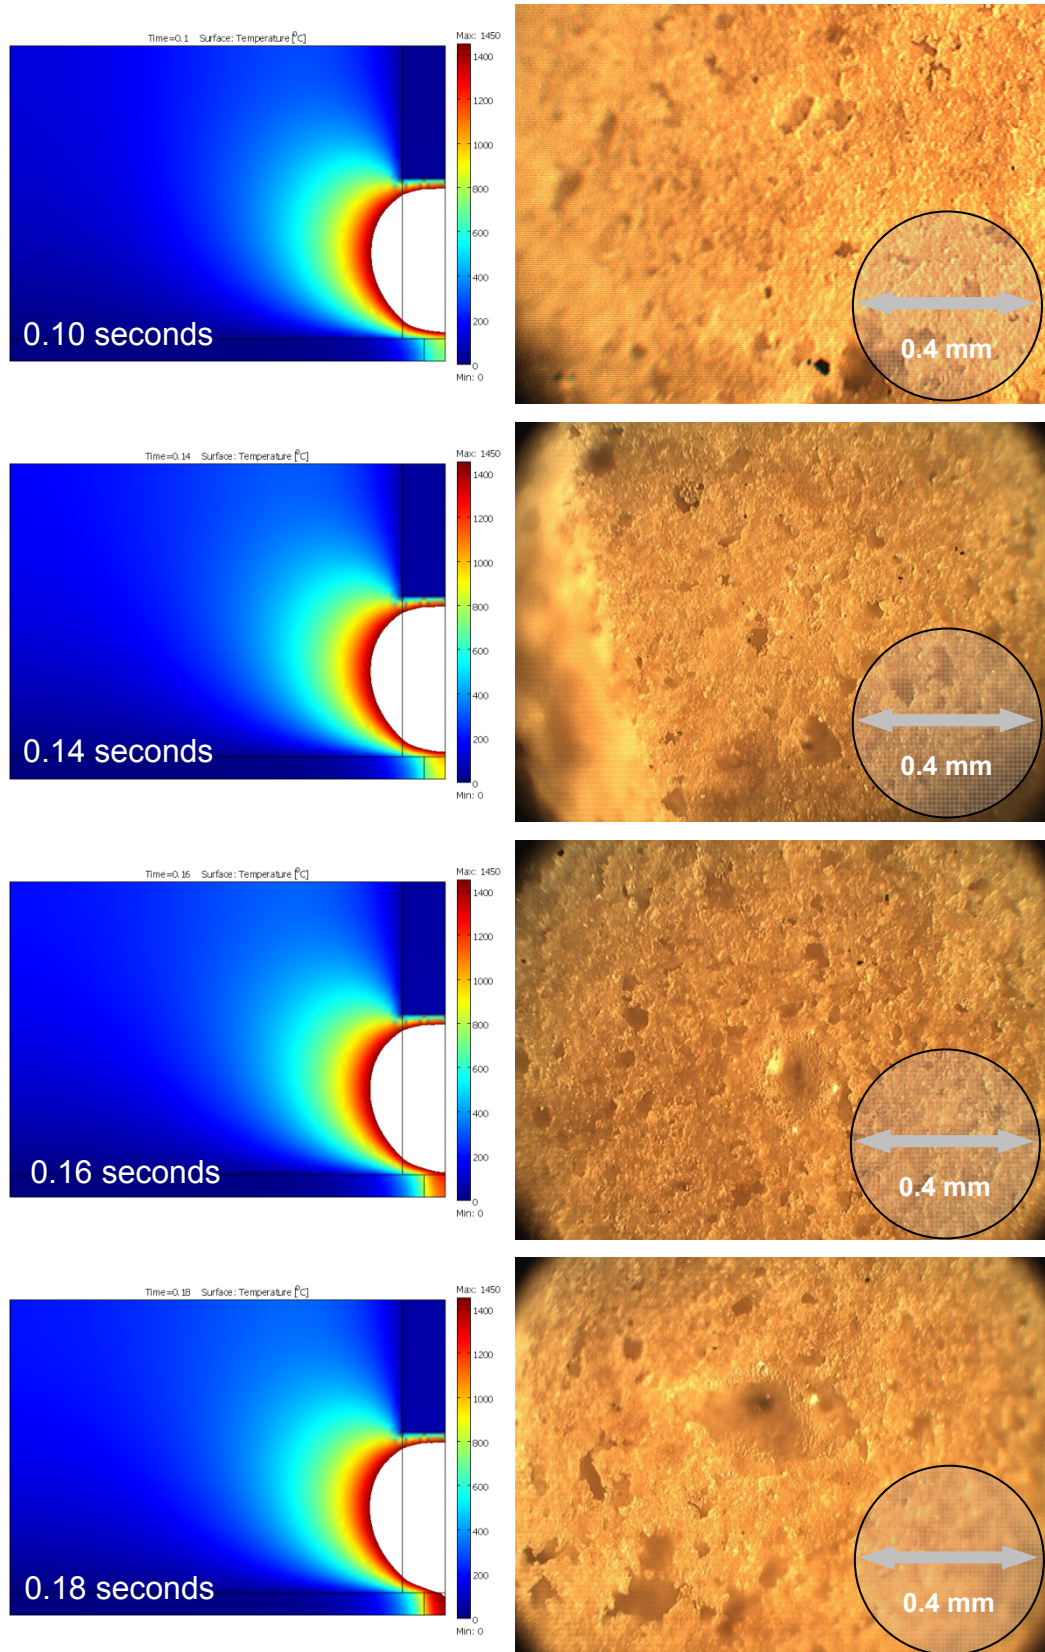 Time=0.1 Surface: Temperature [°C]
Max: 1450
1400
1200
1000
800
600
400
200
0
Min: 0
0.10 seconds
0.4 mm
Time=0.14 Surface: Temperature [°C]
Max: 1450
1400
1200
1000
800
600
400
200
0
Min: 0
0.14 seconds
0.4 mm
Time=0.16 Surface: Temperature [°C]
Max: 1450
1400
1200
1000
800
600
400
200
0
Min: 0
0.16 seconds
0.4 mm
Time=0.18 Surface: Temperature [°C]
Max: 1450
1400
1200
1000
800
600
400
200
0
Min: 0
0.18 seconds
0.4 mm